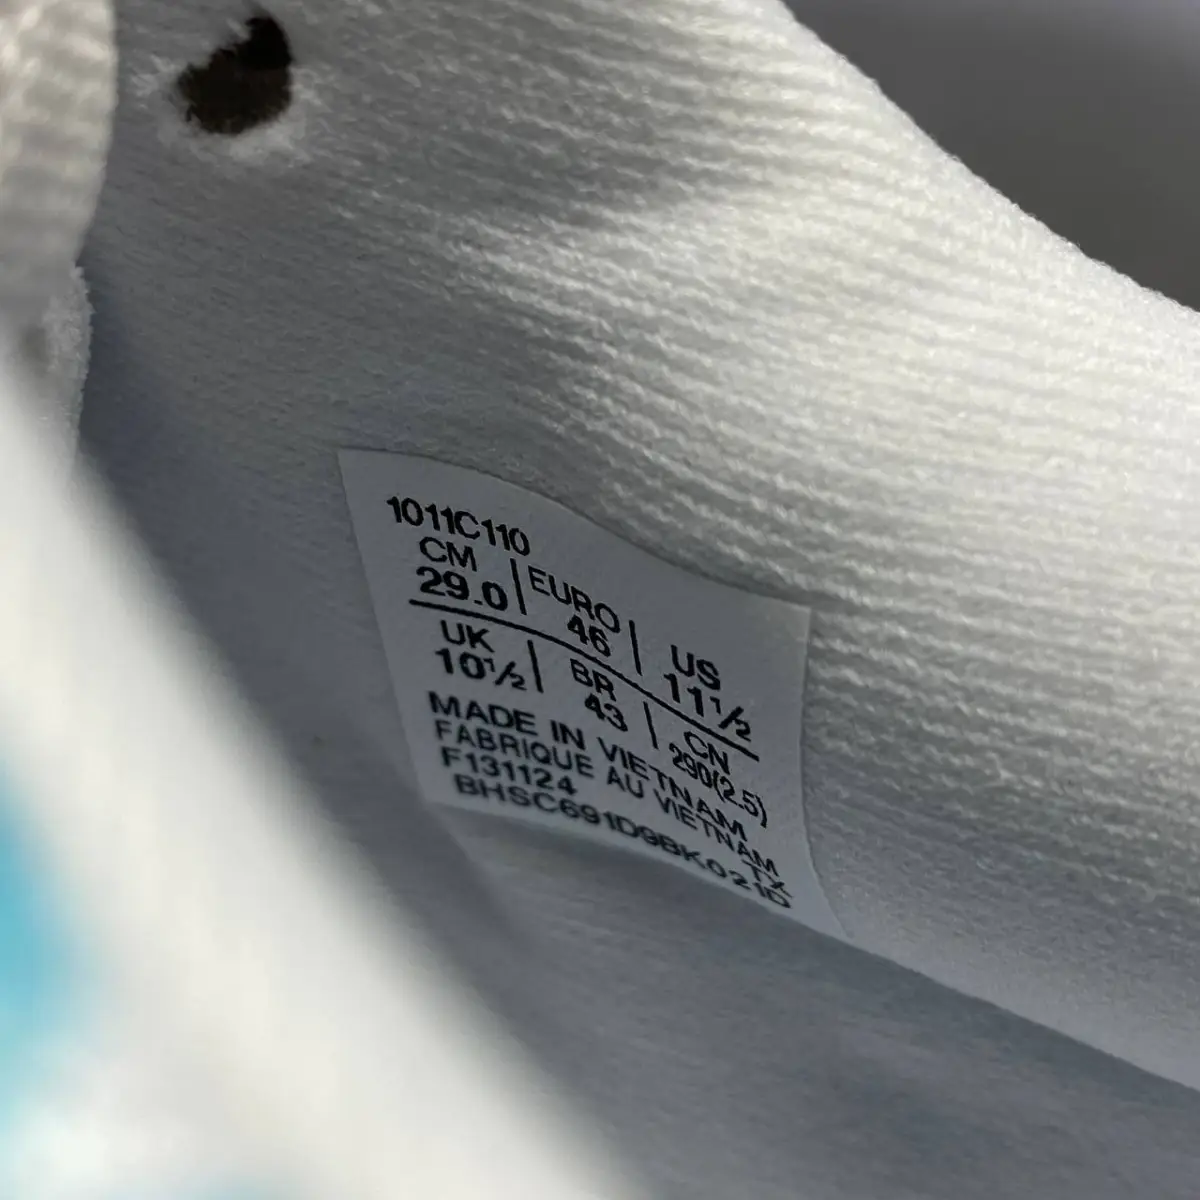 1011C110
CM | EURO | US
29.0 | 46 | 11½
UK | BR | CN
10½ | 43 | 290(2.5)
MADE IN VIETNAM
FABRIQUE AU VIETNAM
F131124 TX
BHSC691D9BK021D